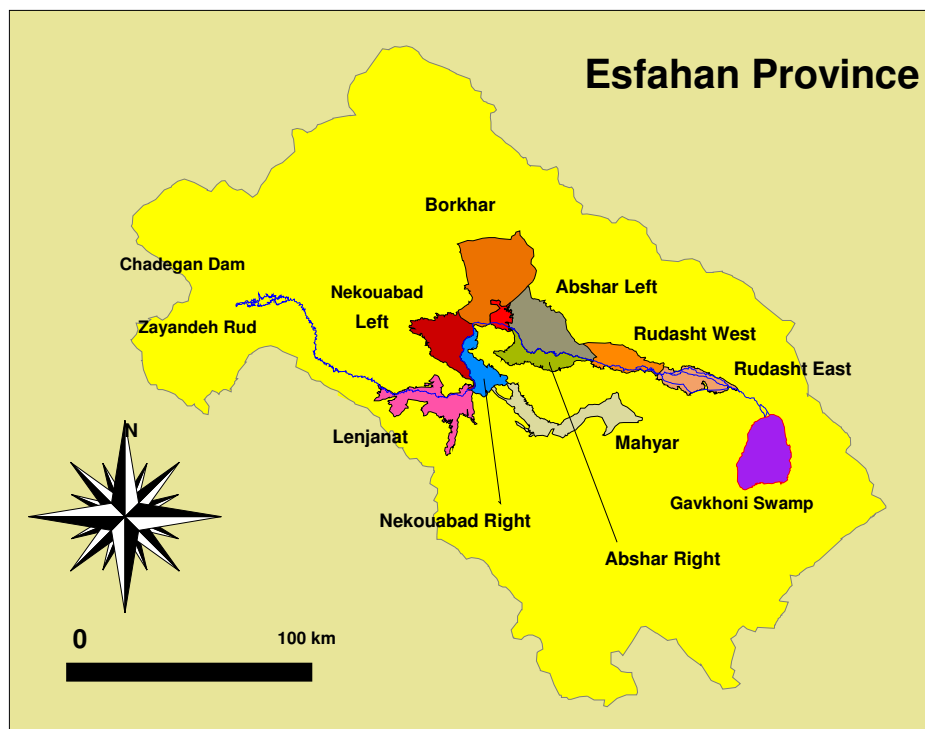 Esfahan Province
Borkhar
Chadegan Dam
Abshar Left
Nekouabad
Left
Zayandeh Rud
Rudasht West
Rudasht East
Lenjanat
Mahyar
N
Gavkhoni Swamp
Nekouabad Right
Abshar Right
0
100 km